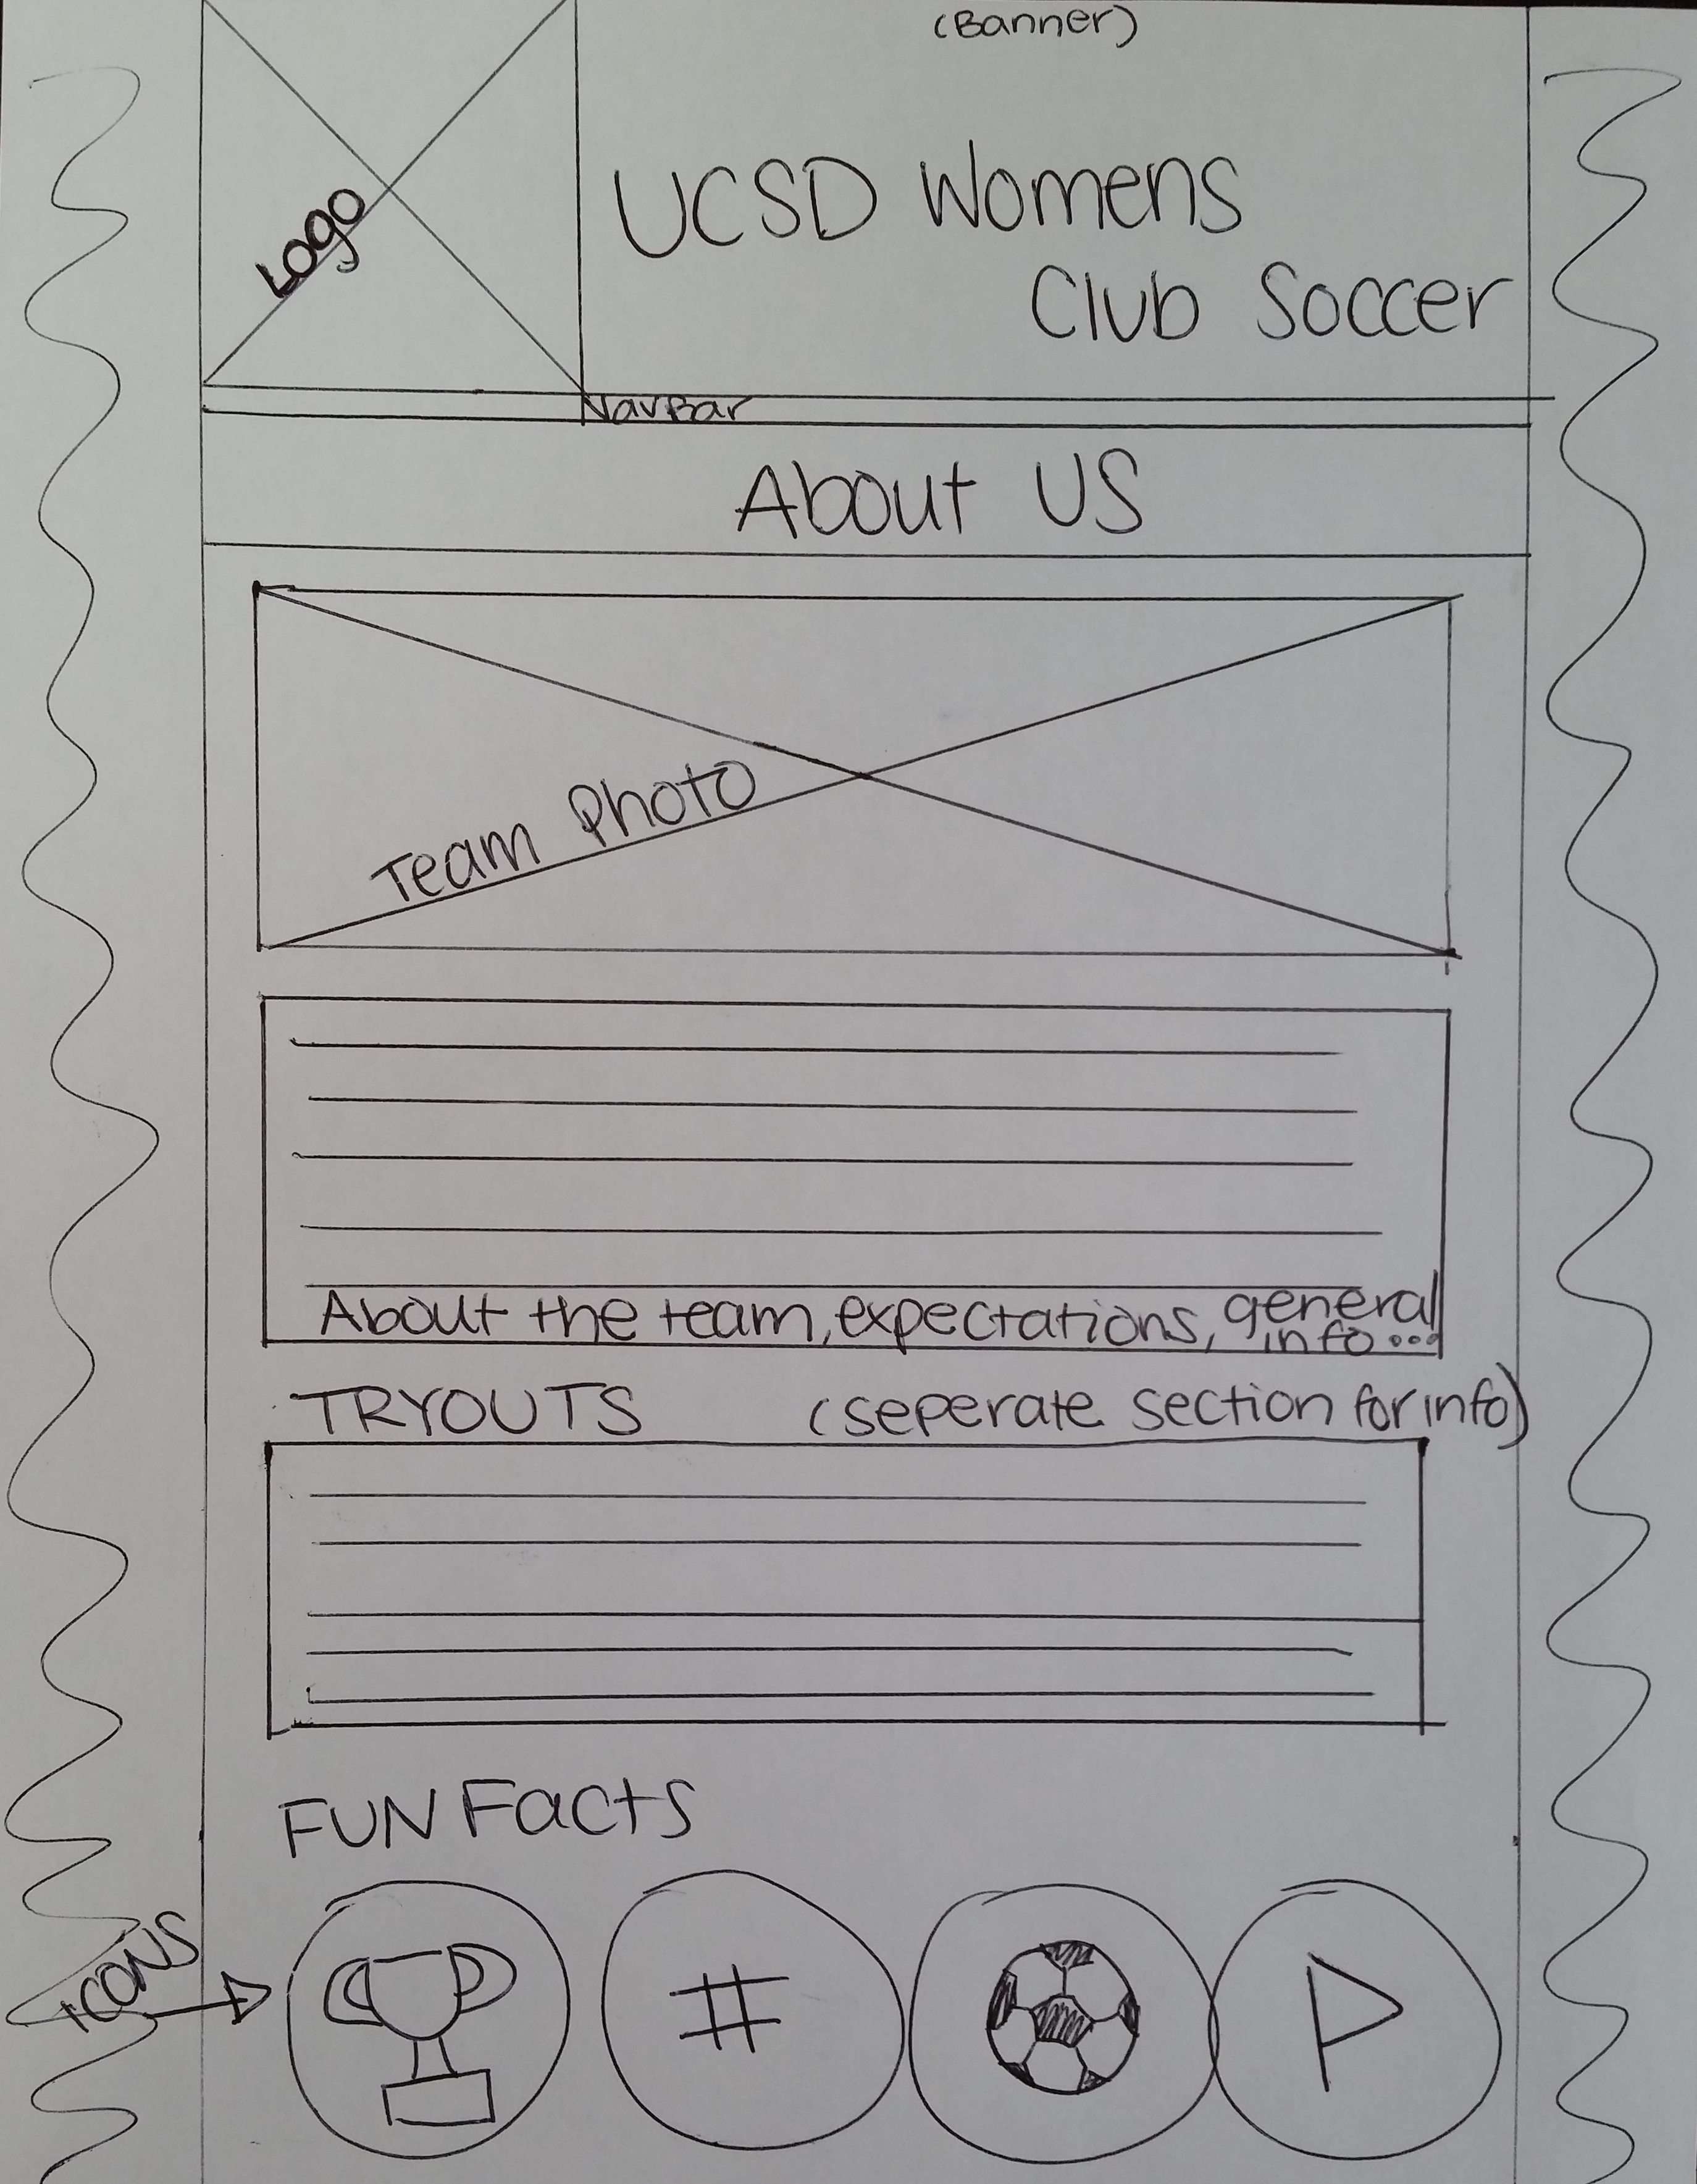 (Banner)
Logo
UCSD Womens
Club Soccer
NavBar
About US
Team Photo
About the team, expectations, general
info...
TRYOUTS (seperate section for info)
FUN Facts
ICONS
#